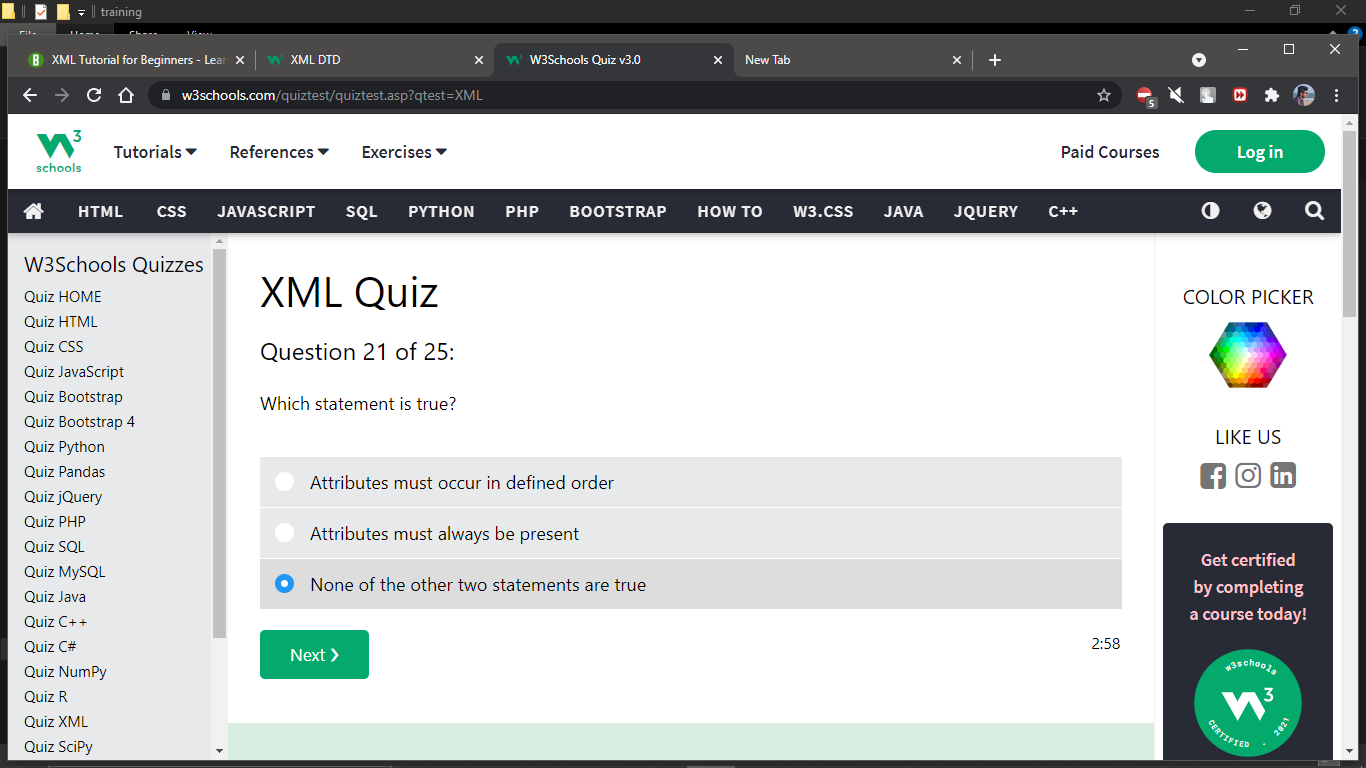 training
File Home Share View
XML Tutorial for Beginners - Lear
XML DTD
W3Schools Quiz v3.0
New Tab
w3schools.com/quiztest/quiztest.asp?qtest=XML
5
3
schools
Tutorials
References
Exercises
Paid Courses
Log in
HTML CSS JAVASCRIPT SQL PYTHON PHP BOOTSTRAP HOW TO W3.CSS JAVA JQUERY C++
W3Schools Quizzes
Quiz HOME
Quiz HTML
Quiz CSS
Quiz JavaScript
Quiz Bootstrap
Quiz Bootstrap 4
Quiz Python
Quiz Pandas
Quiz jQuery
Quiz PHP
Quiz SQL
Quiz MySQL
Quiz Java
Quiz C++
Quiz C#
Quiz NumPy
Quiz R
Quiz XML
Quiz SciPy
XML Quiz
Question 21 of 25:
Which statement is true?
Attributes must occur in defined order
Attributes must always be present
None of the other two statements are true
Next ❯
2:58
COLOR PICKER
LIKE US
Get certified
by completing
a course today!
w3schools
3
CERTIFIED . 2021